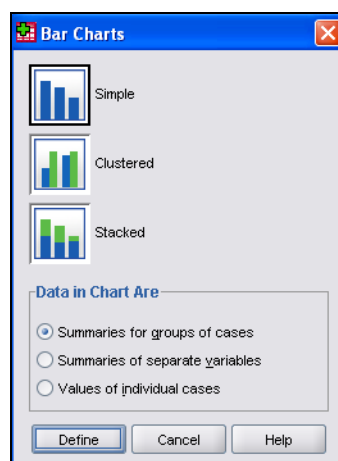 Bar Charts
Simple
Clustered
Stacked
Data in Chart Are
Summaries for groups of cases
Summaries of separate variables
Values of individual cases
Define Cancel Help